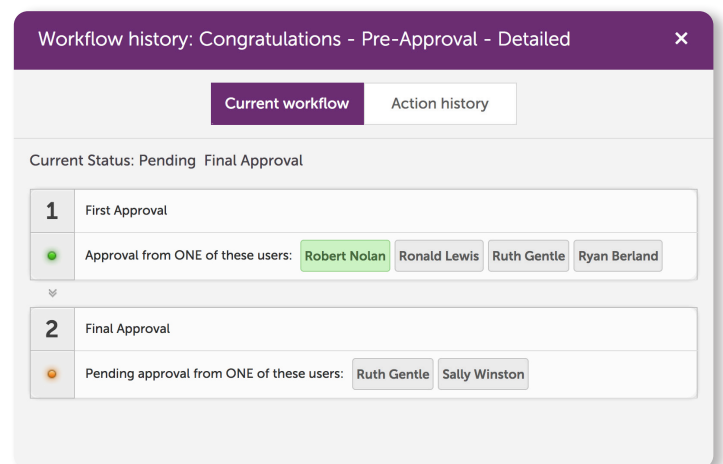 Workflow history: Congratulations - Pre-Approval - Detailed ×
Current workflow Action history
Current Status: Pending Final Approval
1 First Approval
Approval from ONE of these users: Robert Nolan Ronald Lewis Ruth Gentle Ryan Berland
2 Final Approval
Pending approval from ONE of these users: Ruth Gentle Sally Winston